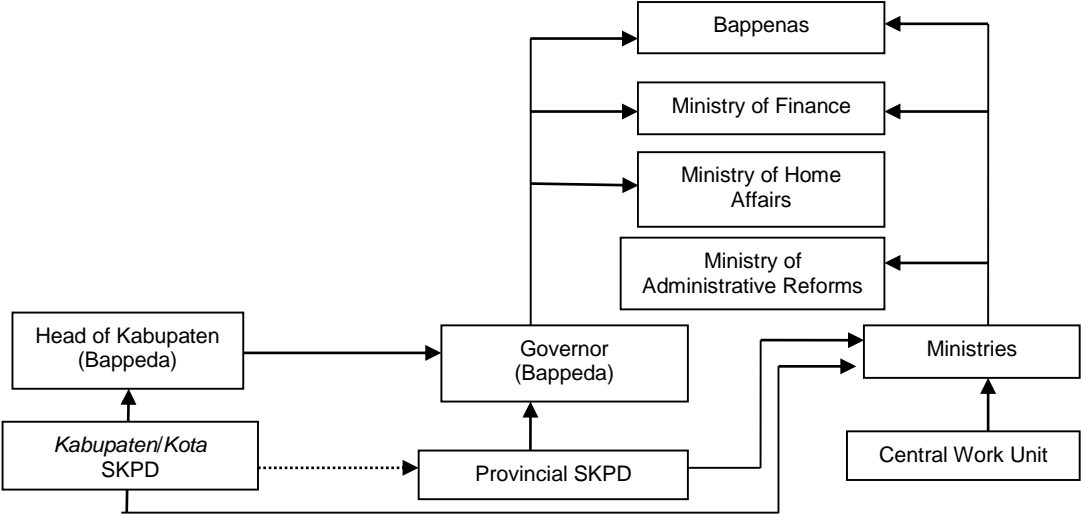 Bappenas
Ministry of Finance
Ministry of Home
Affairs
Ministry of
Administrative Reforms
Head of Kabupaten
(Bappeda)
Governor
(Bappeda)
Ministries
Kabupaten/Kota
SKPD
Provincial SKPD
Central Work Unit